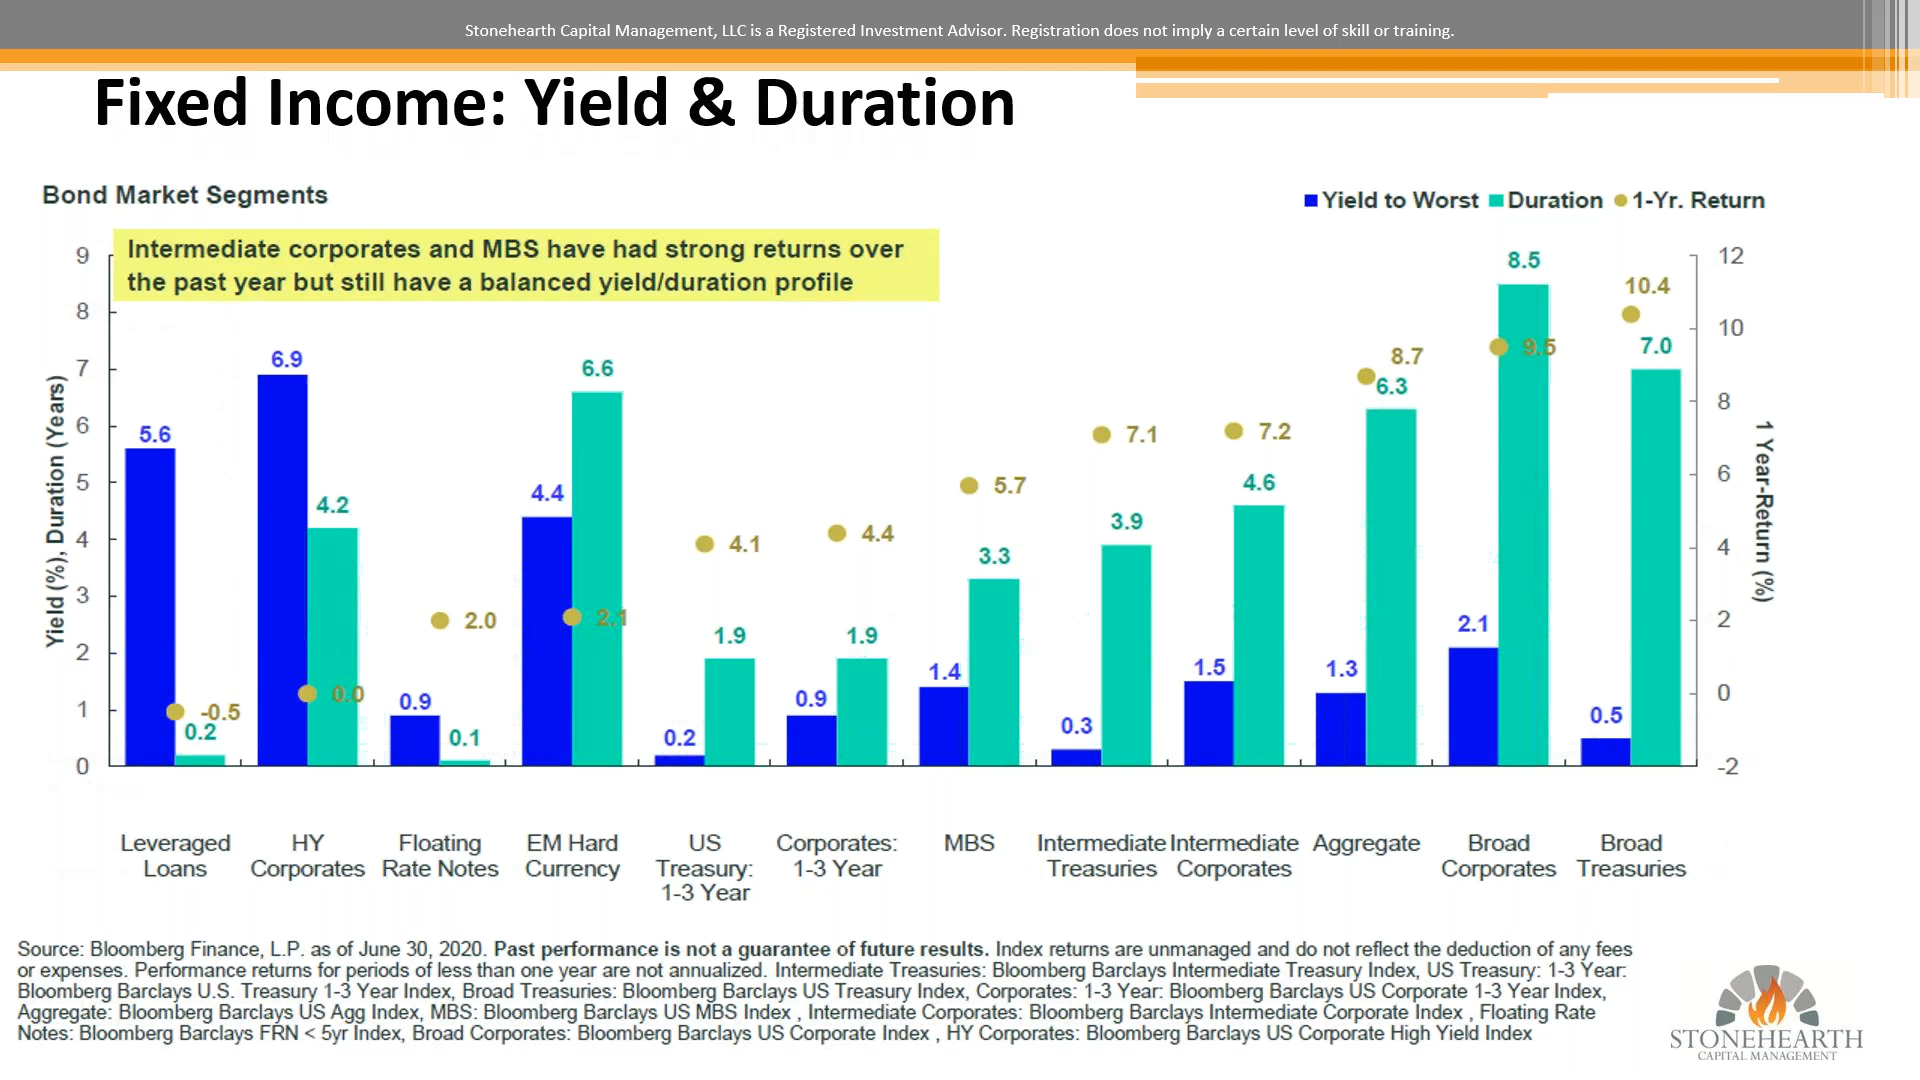 Stonehearth Capital Management, LLC is a Registered Investment Advisor. Registration does not imply a certain level of skill or training.
Fixed Income: Yield & Duration
Bond Market Segments
Yield to Worst Duration 1-Yr. Return
Intermediate corporates and MBS have had strong returns over
the past year but still have a balanced yield/duration profile
Yield (%), Duration (Years)
9
8
7
6
5
4
3
2
1
0
5.6
-0.5
0.2
6.9
4.2
0.0
0.9
2.0
0.1
4.4
6.6
2.1
0.2
4.1
1.9
0.9
4.4
1.9
1.4
5.7
3.3
0.3
7.1
3.9
1.5
7.2
4.6
1.3
8.7
6.3
2.1
8.5
9.5
0.5
10.4
7.0
12
10
8
6
4
2
0
-2
1 Year-Return (%)
Leveraged
Loans
HY
Corporates
Floating
Rate Notes
EM Hard
Currency
US
Treasury:
1-3 Year
Corporates:
1-3 Year
MBS
Intermediate
Treasuries
Intermediate
Corporates
Aggregate
Broad
Corporates
Broad
Treasuries
Source: Bloomberg Finance, L.P. as of June 30, 2020. Past performance is not a guarantee of future results. Index returns are unmanaged and do not reflect the deduction of any fees
or expenses. Performance returns for periods of less than one year are not annualized. Intermediate Treasuries: Bloomberg Barclays Intermediate Treasury Index, US Treasury: 1-3 Year:
Bloomberg Barclays U.S. Treasury 1-3 Year Index, Broad Treasuries: Bloomberg Barclays US Treasury Index, Corporates: 1-3 Year: Bloomberg Barclays US Corporate 1-3 Year Index,
Aggregate: Bloomberg Barclays US Agg Index, MBS: Bloomberg Barclays US MBS Index , Intermediate Corporates: Bloomberg Barclays Intermediate Corporate Index , Floating Rate
Notes: Bloomberg Barclays FRN < 5yr Index, Broad Corporates: Bloomberg Barclays US Corporate Index , HY Corporates: Bloomberg Barclays US Corporate High Yield Index
STONEHEARTH
CAPITAL MANAGEMENT